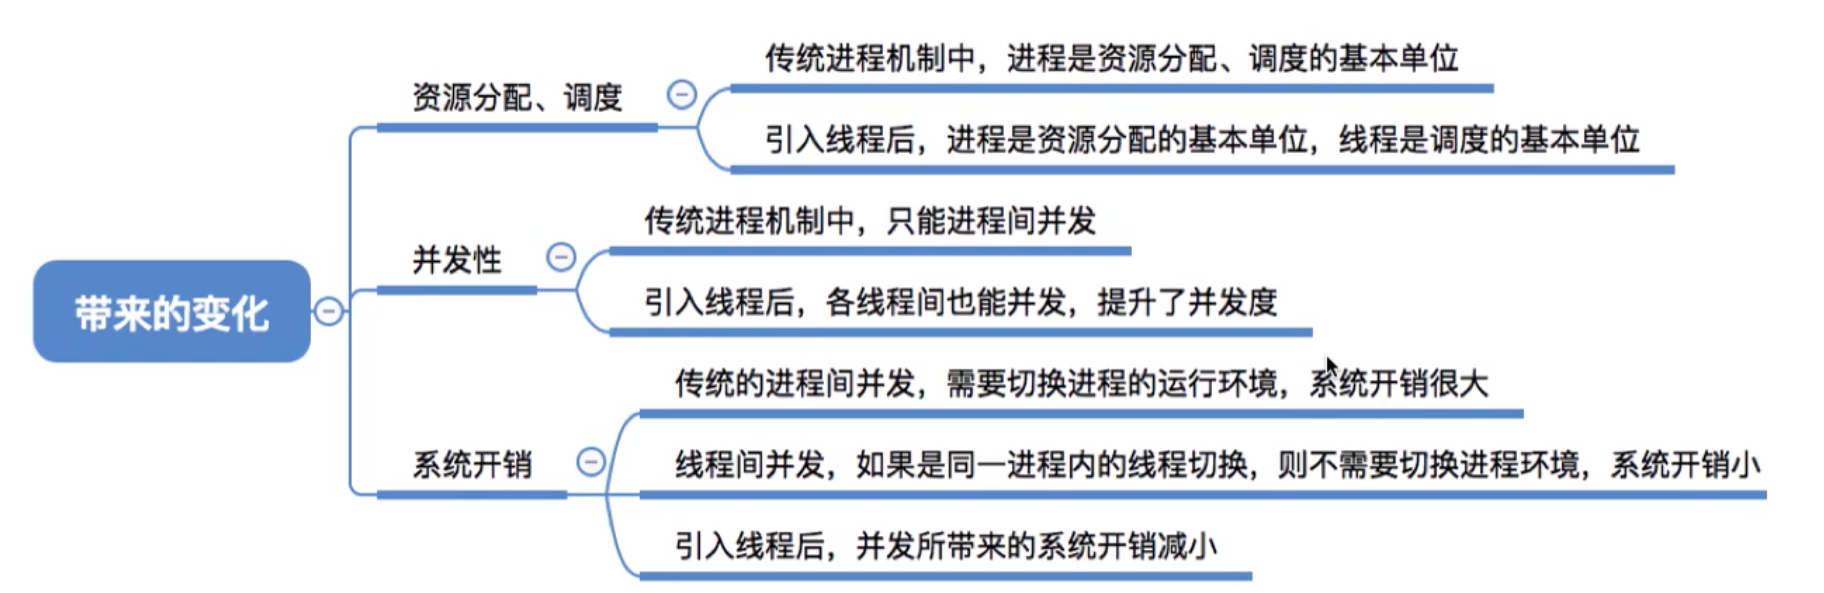 带来的变化
资源分配、调度
传统进程机制中，进程是资源分配、调度的基本单位
引入线程后，进程是资源分配的基本单位，线程是调度的基本单位
并发性
传统进程机制中，只能进程间并发
引入线程后，各线程间也能并发，提升了并发度
系统开销
传统的进程间并发，需要切换进程的运行环境，系统开销很大
线程间并发，如果是同一进程内的线程切换，则不需要切换进程环境，系统开销小
引入线程后，并发所带来的系统开销减小